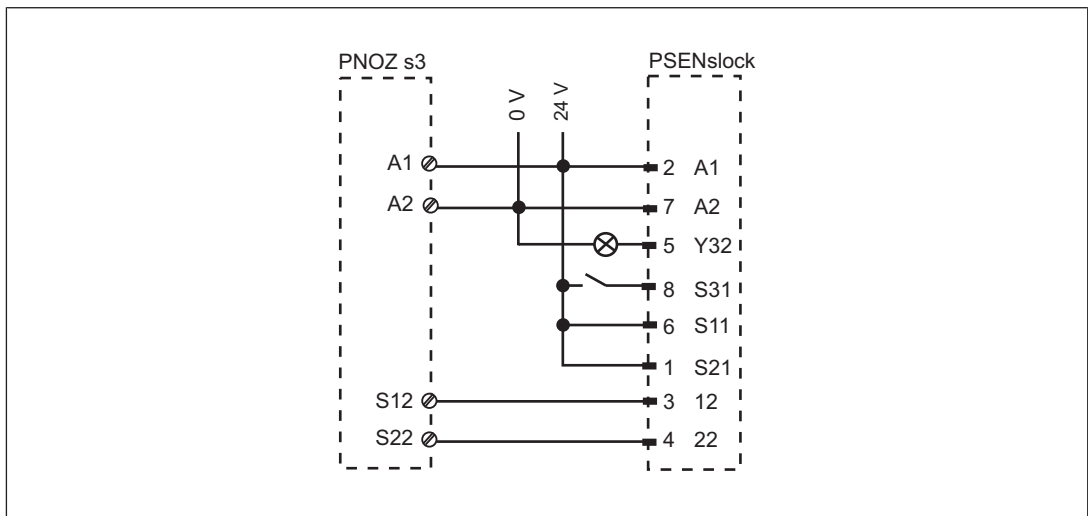 PNOZ s3
PSENslock
0 V
24 V
A1
2 A1
A2
7 A2
5 Y32
8 S31
6 S11
1 S21
S12
3 12
S22
4 22